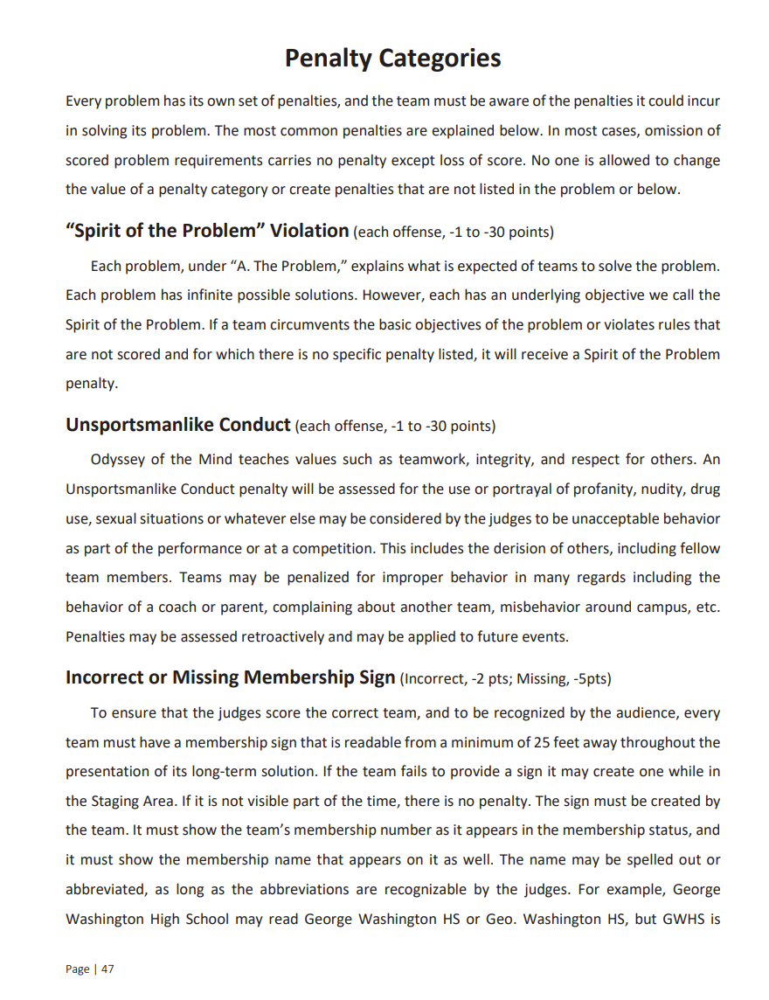 Penalty Categories
Every problem has its own set of penalties, and the team must be aware of the penalties it could incur
in solving its problem. The most common penalties are explained below. In most cases, omission of
scored problem requirements carries no penalty except loss of score. No one is allowed to change
the value of a penalty category or create penalties that are not listed in the problem or below.
“Spirit of the Problem” Violation (each offense, -1 to -30 points)
Each problem, under “A. The Problem,” explains what is expected of teams to solve the problem.
Each problem has infinite possible solutions. However, each has an underlying objective we call the
Spirit of the Problem. If a team circumvents the basic objectives of the problem or violates rules that
are not scored and for which there is no specific penalty listed, it will receive a Spirit of the Problem
penalty.
Unsportsmanlike Conduct (each offense, -1 to -30 points)
Odyssey of the Mind teaches values such as teamwork, integrity, and respect for others. An
Unsportsmanlike Conduct penalty will be assessed for the use or portrayal of profanity, nudity, drug
use, sexual situations or whatever else may be considered by the judges to be unacceptable behavior
as part of the performance or at a competition. This includes the derision of others, including fellow
team members. Teams may be penalized for improper behavior in many regards including the
behavior of a coach or parent, complaining about another team, misbehavior around campus, etc.
Penalties may be assessed retroactively and may be applied to future events.
Incorrect or Missing Membership Sign (Incorrect, -2 pts; Missing, -5pts)
To ensure that the judges score the correct team, and to be recognized by the audience, every
team must have a membership sign that is readable from a minimum of 25 feet away throughout the
presentation of its long-term solution. If the team fails to provide a sign it may create one while in
the Staging Area. If it is not visible part of the time, there is no penalty. The sign must be created by
the team. It must show the team’s membership number as it appears in the membership status, and
it must show the membership name that appears on it as well. The name may be spelled out or
abbreviated, as long as the abbreviations are recognizable by the judges. For example, George
Washington High School may read George Washington HS or Geo. Washington HS, but GWHS is
Page | 47